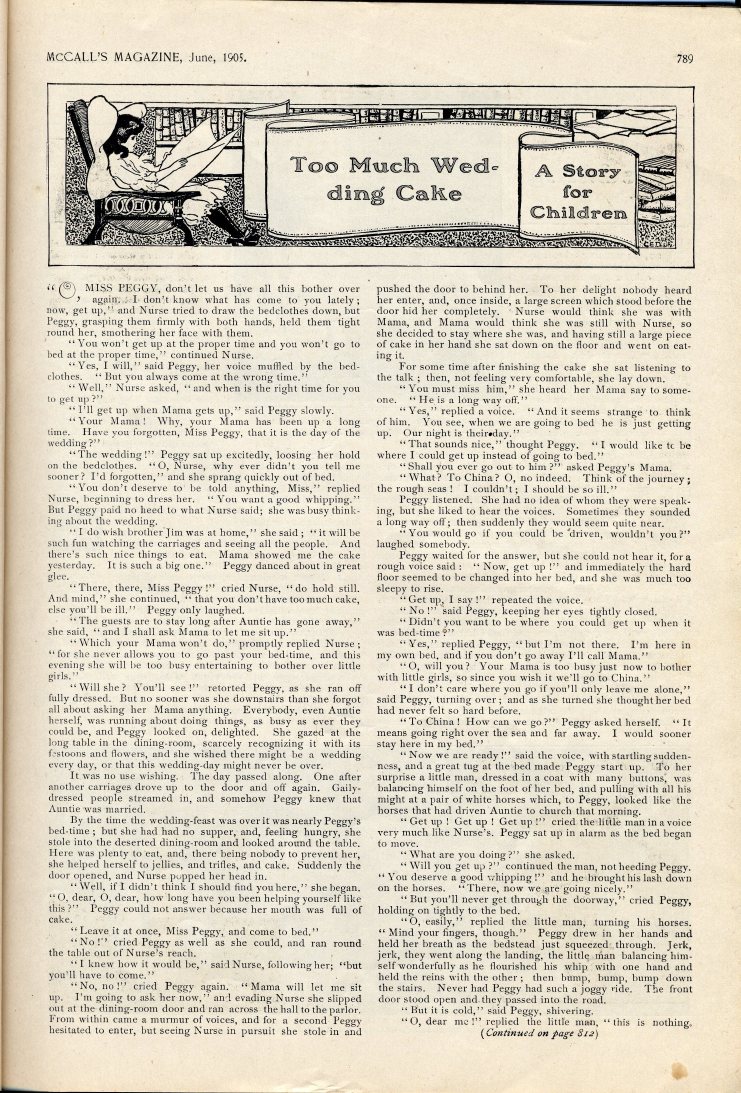 McCALL'S MAGAZINE, June, 1905.
789
Too Much Wed-
ding Cake
A Story
for
Children
"O, MISS PEGGY, don't let us have all this bother over
again. I don't know what has come to you lately;
now, get up," and Nurse tried to draw the bedclothes down, but
Peggy, grasping them firmly with both hands, held them tight
round her, smothering her face with them.
"You won't get up at the proper time and you won't go to
bed at the proper time," continued Nurse.
"Yes, I will," said Peggy, her voice muffled by the bed-
clothes. "But you always come at the wrong time."
"Well," Nurse asked, "and when is the right time for you
to get up?"
"I'll get up when Mama gets up," said Peggy slowly.
"Your Mama! Why, your Mama has been up a long
time. Have you forgotten, Miss Peggy, that it is the day of the
wedding?"
"The wedding!" Peggy sat up excitedly, loosing her hold
on the bedclothes. "O, Nurse, why ever didn't you tell me
sooner? I'd forgotten," and she sprang quickly out of bed.
"You don't deserve to be told anything, Miss," replied
Nurse, beginning to dress her. "You want a good whipping."
But Peggy paid no heed to what Nurse said; she was busy think-
ing about the wedding.
"I do wish brother Jim was at home," she said; "it will be
such fun watching the carriages and seeing all the people. And
there's such nice things to eat. Mama showed me the cake
yesterday. It is such a big one." Peggy danced about in great
glee.
"There, there, Miss Peggy!" cried Nurse, "do hold still.
And mind," she continued, "that you don't have too much cake,
else you'll be ill." Peggy only laughed.
"The guests are to stay long after Auntie has gone away,"
she said, "and I shall ask Mama to let me sit up."
"Which your Mama won't do," promptly replied Nurse;
"for she never allows you to go past your bed-time, and this
evening she will be too busy entertaining to bother over little
girls."
"Will she? You'll see!" retorted Peggy, as she ran off
fully dressed. But no sooner was she downstairs than she forgot
all about asking her Mama anything. Everybody, even Auntie
herself, was running about doing things, as busy as ever they
could be, and Peggy looked on, delighted. She gazed at the
long table in the dining-room, scarcely recognizing it with its
festoons and flowers, and she wished there might be a wedding
every day, or that this wedding-day might never be over.
It was no use wishing. The day passed along. One after
another carriages drove up to the door and off again. Gaily-
dressed people streamed in, and somehow Peggy knew that
Auntie was married.
By the time the wedding-feast was over it was nearly Peggy's
bed-time; but she had had no supper, and, feeling hungry, she
stole into the deserted dining-room and looked around the table.
Here was plenty to eat, and, there being nobody to prevent her,
she helped herself to jellies, and trifles, and cake. Suddenly the
door opened, and Nurse popped her head in.
"Well, if I didn't think I should find you here," she began.
"O, dear, O, dear, how long have you been helping yourself like
this?" Peggy could not answer because her mouth was full of
cake.
"Leave it at once, Miss Peggy, and come to bed."
"No!" cried Peggy as well as she could, and ran round
the table out of Nurse's reach.
"I knew how it would be," said Nurse, following her; "but
you'll have to come."
"No, no!" cried Peggy again. "Mama will let me sit
up. I'm going to ask her now," and evading Nurse she slipped
out at the dining-room door and ran across the hall to the parlor.
From within came a murmur of voices, and for a second Peggy
hesitated to enter, but seeing Nurse in pursuit she stole in and
pushed the door to behind her. To her delight nobody heard
her enter, and, once inside, a large screen which stood before the
door hid her completely. Nurse would think she was with
Mama, and Mama would think she was still with Nurse, so
she decided to stay where she was, and having still a large piece
of cake in her hand she sat down on the floor and went on eat-
ing it.
For some time after finishing the cake she sat listening to
the talk; then, not feeling very comfortable, she lay down.
"You must miss him," she heard her Mama say to some-
one. "He is a long way off."
"Yes," replied a voice. "And it seems strange to think
of him. You see, when we are going to bed he is just getting
up. Our night is their day."
"That sounds nice," thought Peggy. "I would like to be
where I could get up instead of going to bed."
"Shall you ever go out to him?" asked Peggy's Mama.
"What? To China? O, no indeed. Think of the journey;
the rough seas! I couldn't; I should be so ill."
Peggy listened. She had no idea of whom they were speak-
ing, but she liked to hear the voices. Sometimes they sounded
a long way off; then suddenly they would seem quite near.
"You would go if you could be driven, wouldn't you?"
laughed somebody.
Peggy waited for the answer, but she could not hear it, for a
rough voice said: "Now, get up!" and immediately the hard
floor seemed to be changed into her bed, and she was much too
sleepy to rise.
"Get up, I say!" repeated the voice.
"No!" said Peggy, keeping her eyes tightly closed.
"Didn't you want to be where you could get up when it
was bed-time?"
"Yes," replied Peggy, "but I'm not there. I'm here in
my own bed, and if you don't go away I'll call Mama."
"O, will you? Your Mama is too busy just now to bother
with little girls, so since you wish it we'll go to China."
"I don't care where you go if you'll only leave me alone,"
said Peggy, turning over; and as she turned she thought her bed
had never felt so hard before.
"To China! How can we go?" Peggy asked herself. "It
means going right over the sea and far away. I would sooner
stay here in my bed."
"Now we are ready!" said the voice, with startling sudden-
ness, and a great tug at the bed made Peggy start up. To her
surprise a little man, dressed in a coat with many buttons, was
balancing himself on the foot of her bed, and pulling with all his
might at a pair of white horses which, to Peggy, looked like the
horses that had driven Auntie to church that morning.
"Get up! Get up! Get up!" cried the little man in a voice
very much like Nurse's. Peggy sat up in alarm as the bed began
to move.
"What are you doing?" she asked.
"Will you get up?" continued the man, not heeding Peggy.
"You deserve a good whipping!" and he brought his lash down
on the horses. "There, now we are going nicely."
"But you'll never get through the doorway," cried Peggy,
holding on tightly to the bed.
"O, easily," replied the little man, turning his horses.
"Mind your fingers, though." Peggy drew in her hands and
held her breath as the bedstead just squeezed through. Jerk,
jerk, they went along the landing, the little man balancing him-
self wonderfully as he flourished his whip with one hand and
held the reins with the other; then bump, bump, bump down
the stairs. Never had Peggy had such a joggy ride. The front
door stood open and they passed into the road.
"But it is cold," said Peggy, shivering.
"O, dear me!" replied the little man, "this is nothing.
(Continued on page 812)